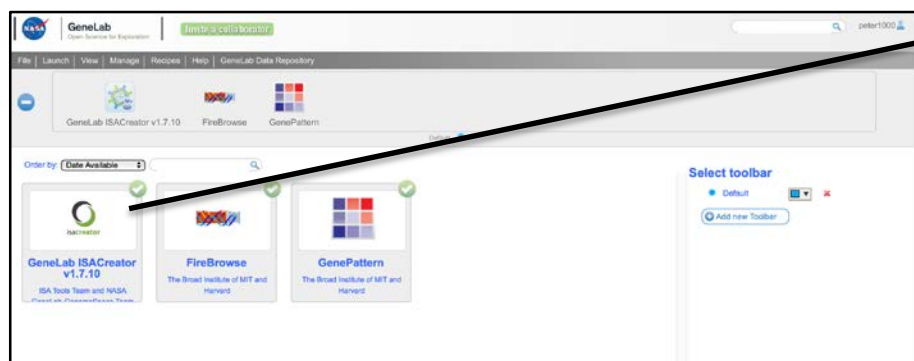 NASA
GeneLab
Open Science for Exploration
Invite a collaborator
peter1000
File | Launch | View | Manage | Recipes | Help | GeneLab Data Repository
GeneLab ISACreator v1.7.10 FireBrowse GenePattern
Default
Order by: Date Available
Select toolbar
Default
Add new Toolbar
isacreator
GeneLab ISACreator v1.7.10
ISA Tools Team and NASA
GeneLab GenomeSpace Team
FireBrowse
The Broad Institute of MIT and
Harvard
GenePattern
The Broad Institute of MIT and
Harvard